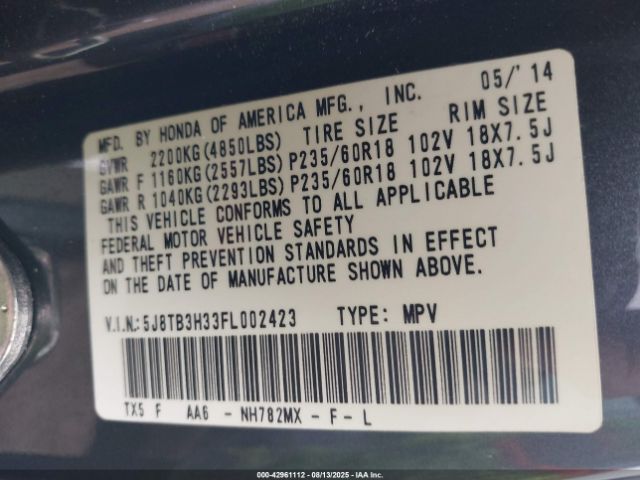 MFD. BY HONDA OF AMERICA MFG., INC. 05/'14
GVWR 2200KG(4850LBS) TIRE SIZE RIM SIZE
GAWR F 1160KG(2557LBS)P235/60R18 102V 18X7.5J
GAWR R 1040KG(2293LBS)P235/60R18 102V 18X7.5J
THIS VEHICLE CONFORMS TO ALL APPLICABLE
FEDERAL MOTOR VEHICLE SAFETY
AND THEFT PREVENTION STANDARDS IN EFFECT
ON THE DATE OF MANUFACTURE SHOWN ABOVE.
V.I.N.:5J8TB3H33FL002423 TYPE: MPV
TX5 F AA6 - NH782MX - F - L
000-42961112 - 08/13/2025 - IAA Inc.